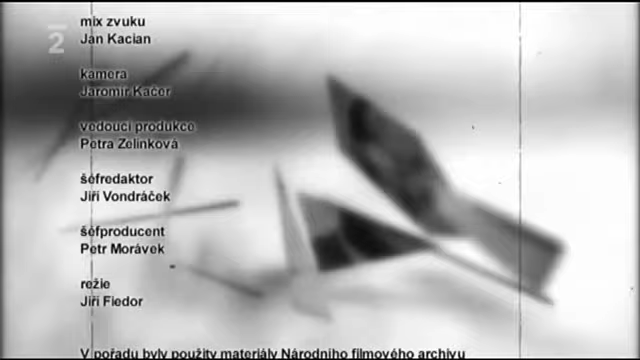 mix zvuku
2
Jan Kacian
kamera
Jaromír Kačer
vedoucí produkce
Petra Zelinková
šéfredaktor
Jiří Vondráček
šéfproducent
Petr Morávek
režie
Jiří Fiedor
V pořadu byly použity materiály Národního filmového archivu